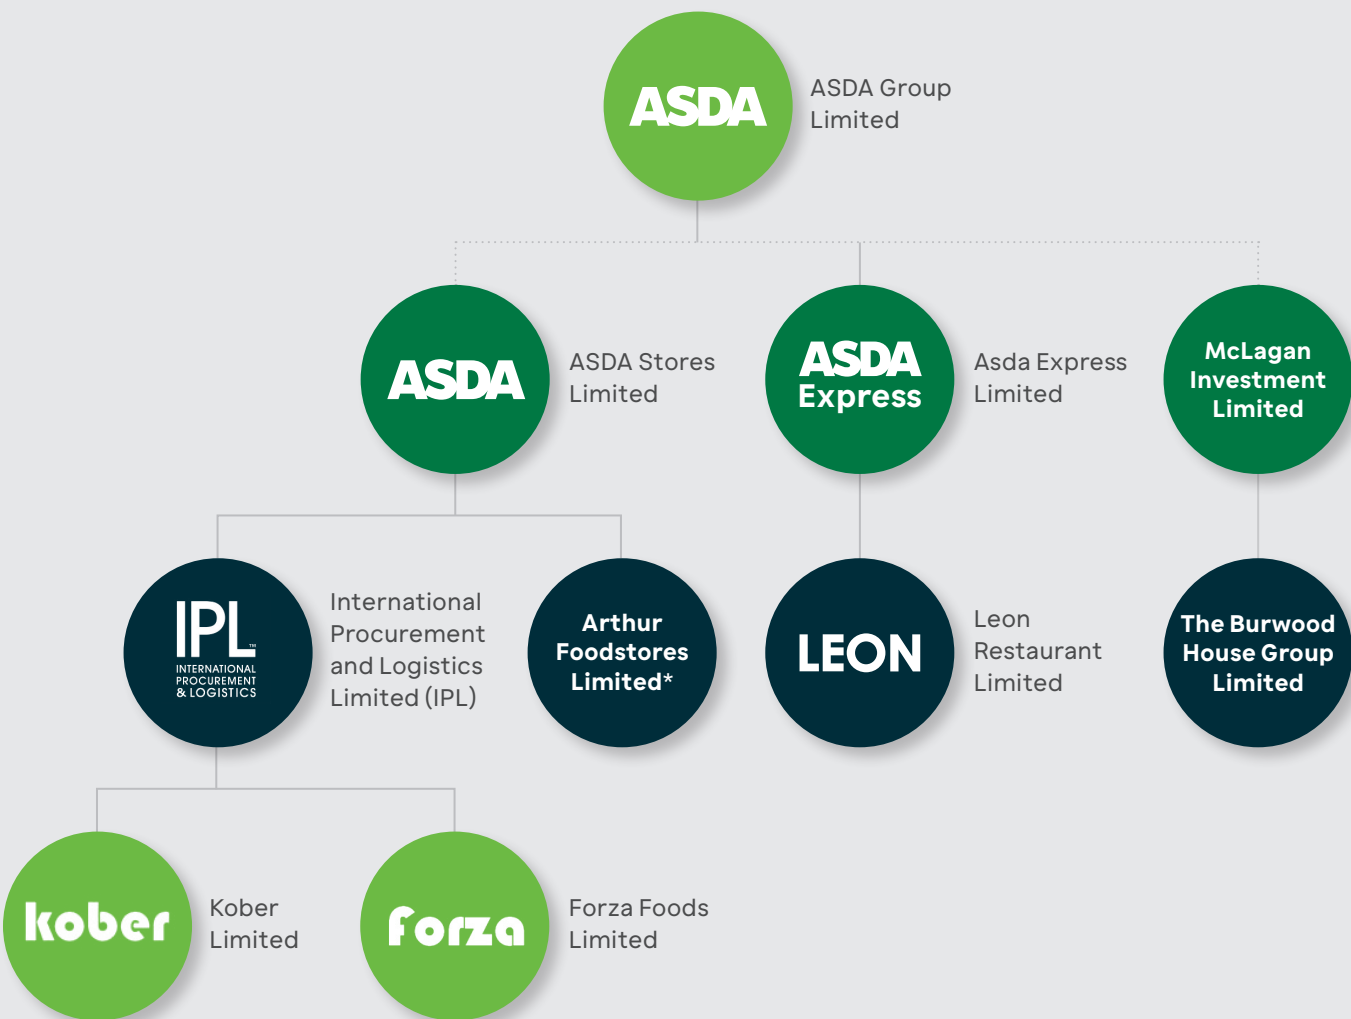 ASDA
ASDA Group
Limited
ASDA
ASDA Stores
Limited
ASDA
Express
Asda Express
Limited
McLagan
Investment
Limited
IPL™
INTERNATIONAL
PROCUREMENT
& LOGISTICS
International
Procurement
and Logistics
Limited (IPL)
Arthur
Foodstores
Limited*
LEON
Leon
Restaurant
Limited
The Burwood
House Group
Limited
kober
Kober
Limited
Forza
Forza Foods
Limited